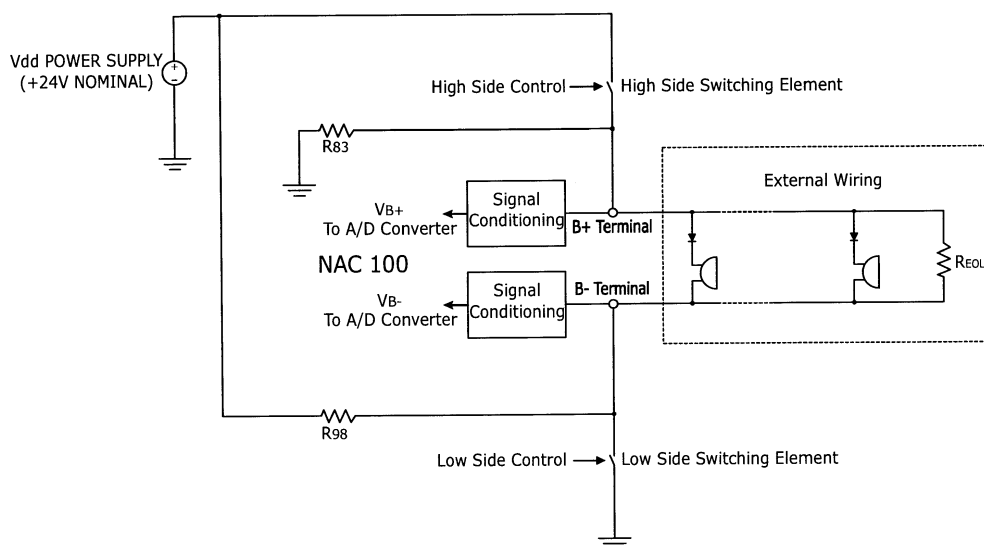 Vdd POWER SUPPLY
(+24V NOMINAL)
+
−
High Side Control
High Side Switching Element
R83
External Wiring
VB+
To A/D Converter
Signal
Conditioning
B+ Terminal
NAC 100
REOL
VB-
To A/D Converter
Signal
Conditioning
B- Terminal
R98
Low Side Control
Low Side Switching Element